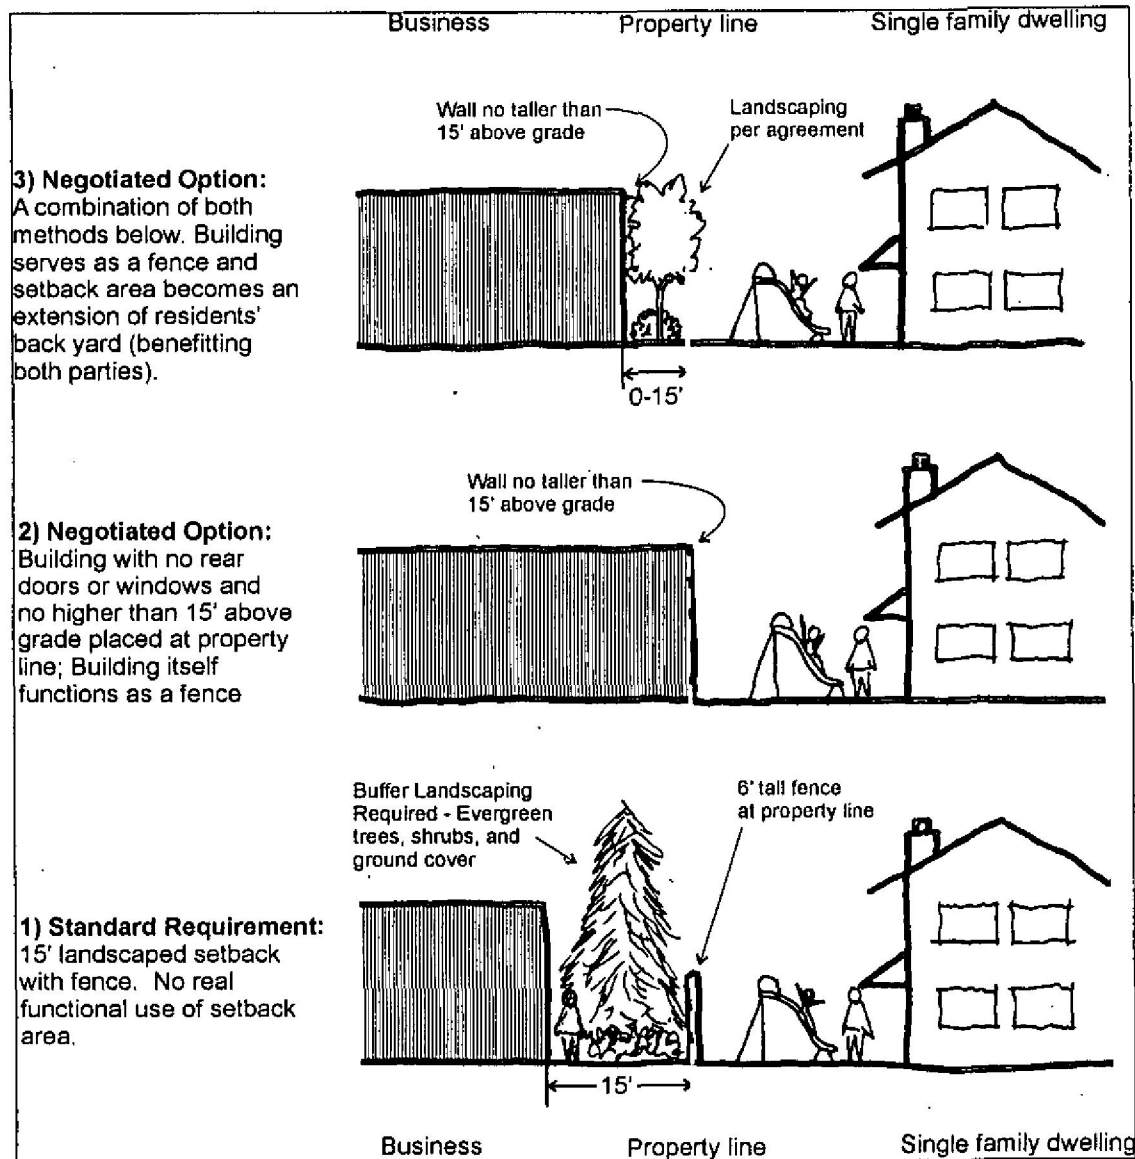 Business Property line Single family dwelling
Wall no taller than
15' above grade
Landscaping
per agreement
3) Negotiated Option:
A combination of both
methods below. Building
serves as a fence and
setback area becomes an
extension of residents'
back yard (benefitting
both parties).
0-15'
Wall no taller than
15' above grade
2) Negotiated Option:
Building with no rear
doors or windows and
no higher than 15' above
grade placed at property
line; Building itself
functions as a fence
Buffer Landscaping
Required - Evergreen
trees, shrubs, and
ground cover
6' tall fence
at property line
1) Standard Requirement:
15' landscaped setback
with fence. No real
functional use of setback
area.
15'
Business Property line Single family dwelling